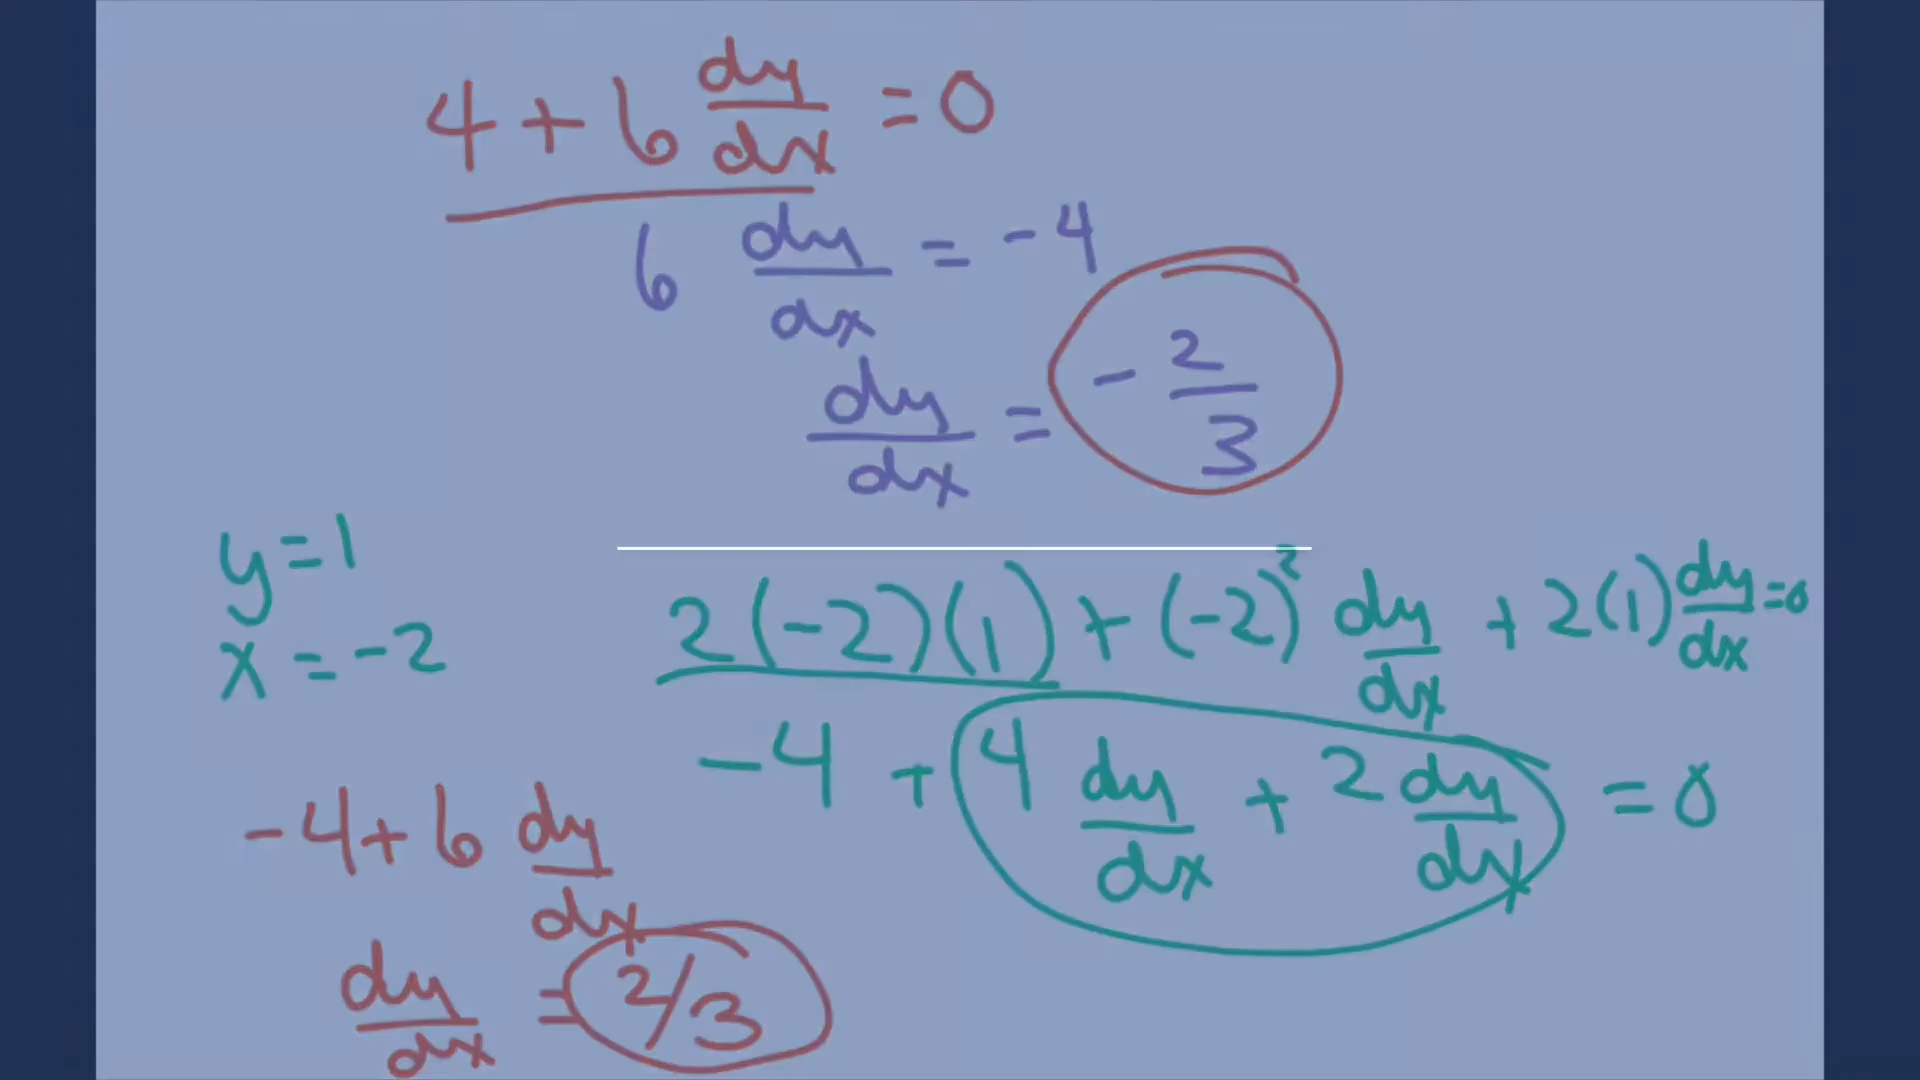 4 + 6 dy/dx = 0
6 dy/dx = -4
dy/dx = - 2/3
y = 1
x = -2
2(-2)(1) + (-2)² dy/dx + 2(1) dy/dx = 0
-4 + 4 dy/dx + 2 dy/dx = 0
-4 + 6 dy/dx
dy/dx = 2/3